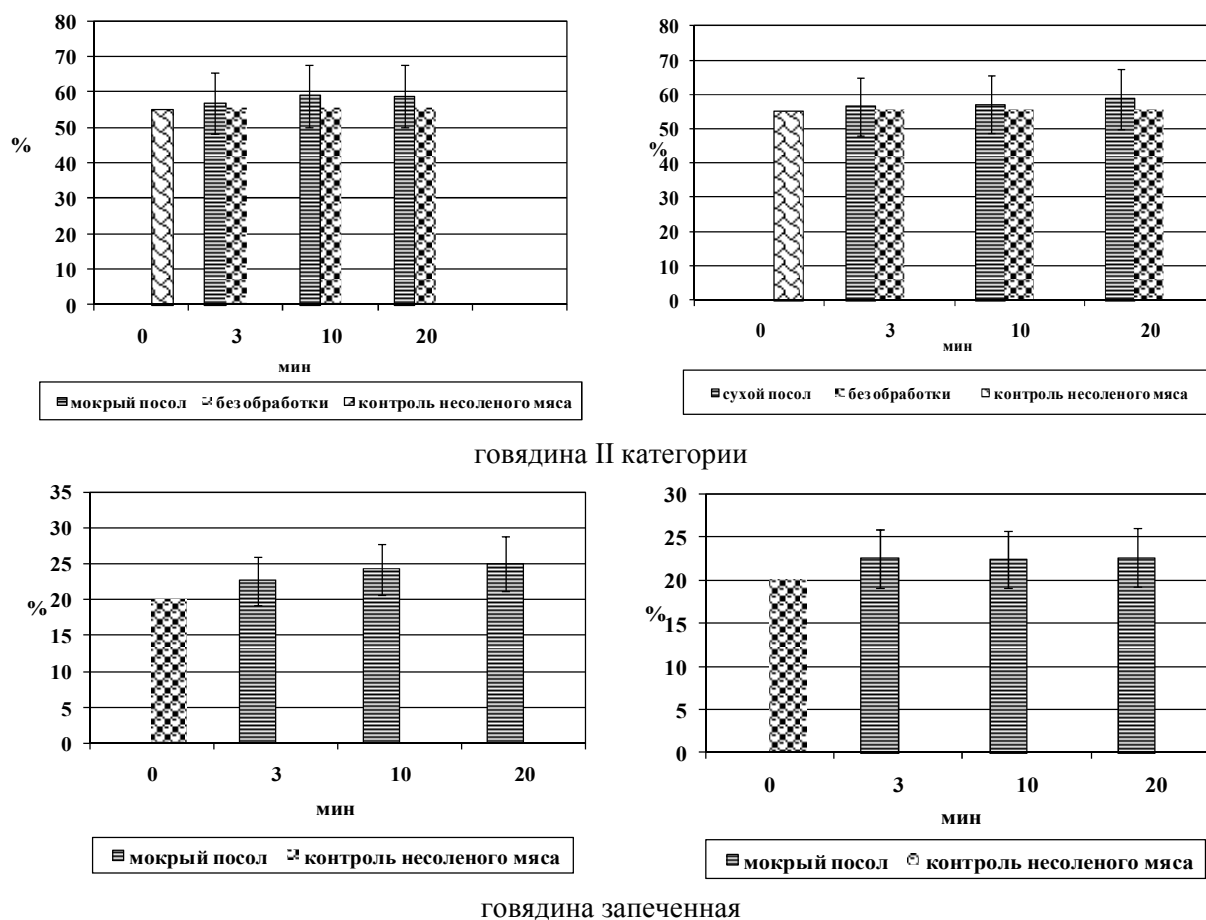 80
70
60
50
40
30
20
10
0
%
0 3 10 20
мин
мокрый посол без обработки контроль несоленого мяса
80
70
60
50
40
30
20
10
0
%
0 3 10 20
мин
сухой посол без обработки контроль несоленого мяса
говядина II категории
35
30
25
20
15
10
5
0
%
0 3 10 20
мин
мокрый посол контроль несоленого мяса
30
25
20
15
10
5
0
%
0 3 10 20
мин
мокрый посол контроль несоленого мяса
говядина запеченная